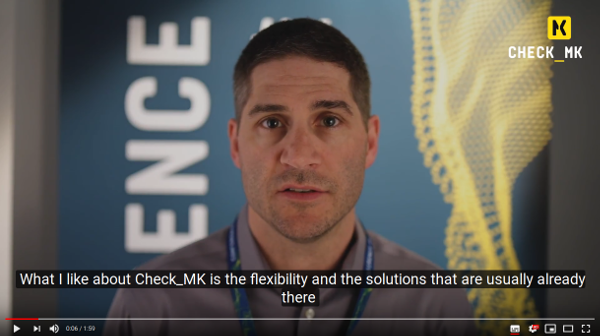 ENCE
CHECK_MK
What I like about Check_MK is the flexibility and the solutions that are usually already
there
0:06 / 1:59